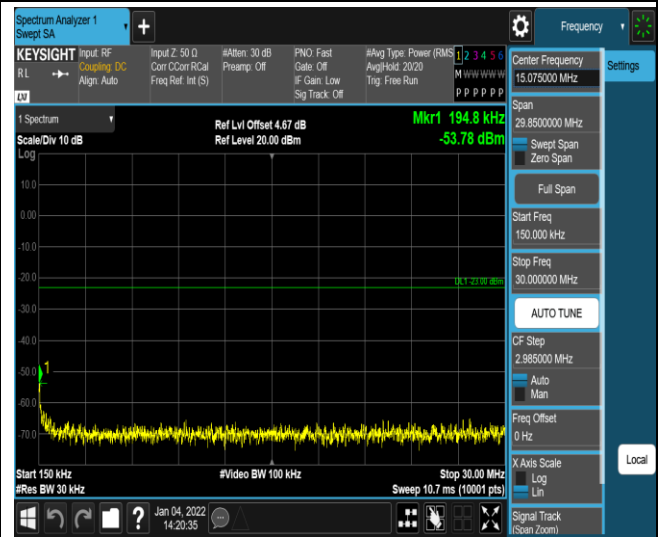 Spectrum Analyzer 1
Swept SA
+
Frequency
KEYSIGHT
RL
LXI
Input: RF
Coupling: DC
Align: Auto
Input Z: 50 Ω
Corr CCorr RCal
Freq Ref: Int (S)
#Atten: 30 dB
Preamp: Off
PNO: Fast
Gate: Off
IF Gain: Low
Sig Track: Off
#Avg Type: Power (RMS
Avg|Hold: 20/20
Trig: Free Run
1 2 3 4 5 6
M W W W W W
P P P P P P
1 Spectrum
Scale/Div 10 dB
Ref Lvl Offset 4.67 dB
Ref Level 20.00 dBm
Mkr1 194.8 kHz
-53.78 dBm
Log
10.0
0.00
-10.0
-20.0
DL1 -23.00 dBm
-30.0
-40.0
-50.0
1
-60.0
-70.0
Start 150 kHz
#Res BW 30 kHz
#Video BW 100 kHz
Stop 30.00 MHz
Sweep 10.7 ms (10001 pts)
?
Jan 04, 2022
14:20:35
Center Frequency
15.075000 MHz
Settings
Span
29.8500000 MHz
Swept Span
Zero Span
Full Span
Start Freq
150.000 kHz
Stop Freq
30.000000 MHz
AUTO TUNE
CF Step
2.985000 MHz
Auto
Man
Freq Offset
0 Hz
X Axis Scale
Log
Lin
Local
Signal Track
(Span Zoom)